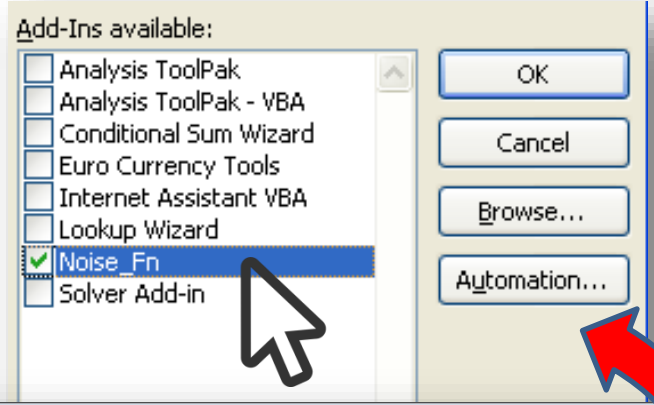 Add-Ins available:
Analysis ToolPak
Analysis ToolPak - VBA
Conditional Sum Wizard
Euro Currency Tools
Internet Assistant VBA
Lookup Wizard
Noise_Fn
Solver Add-in
OK
Cancel
Browse...
Automation...